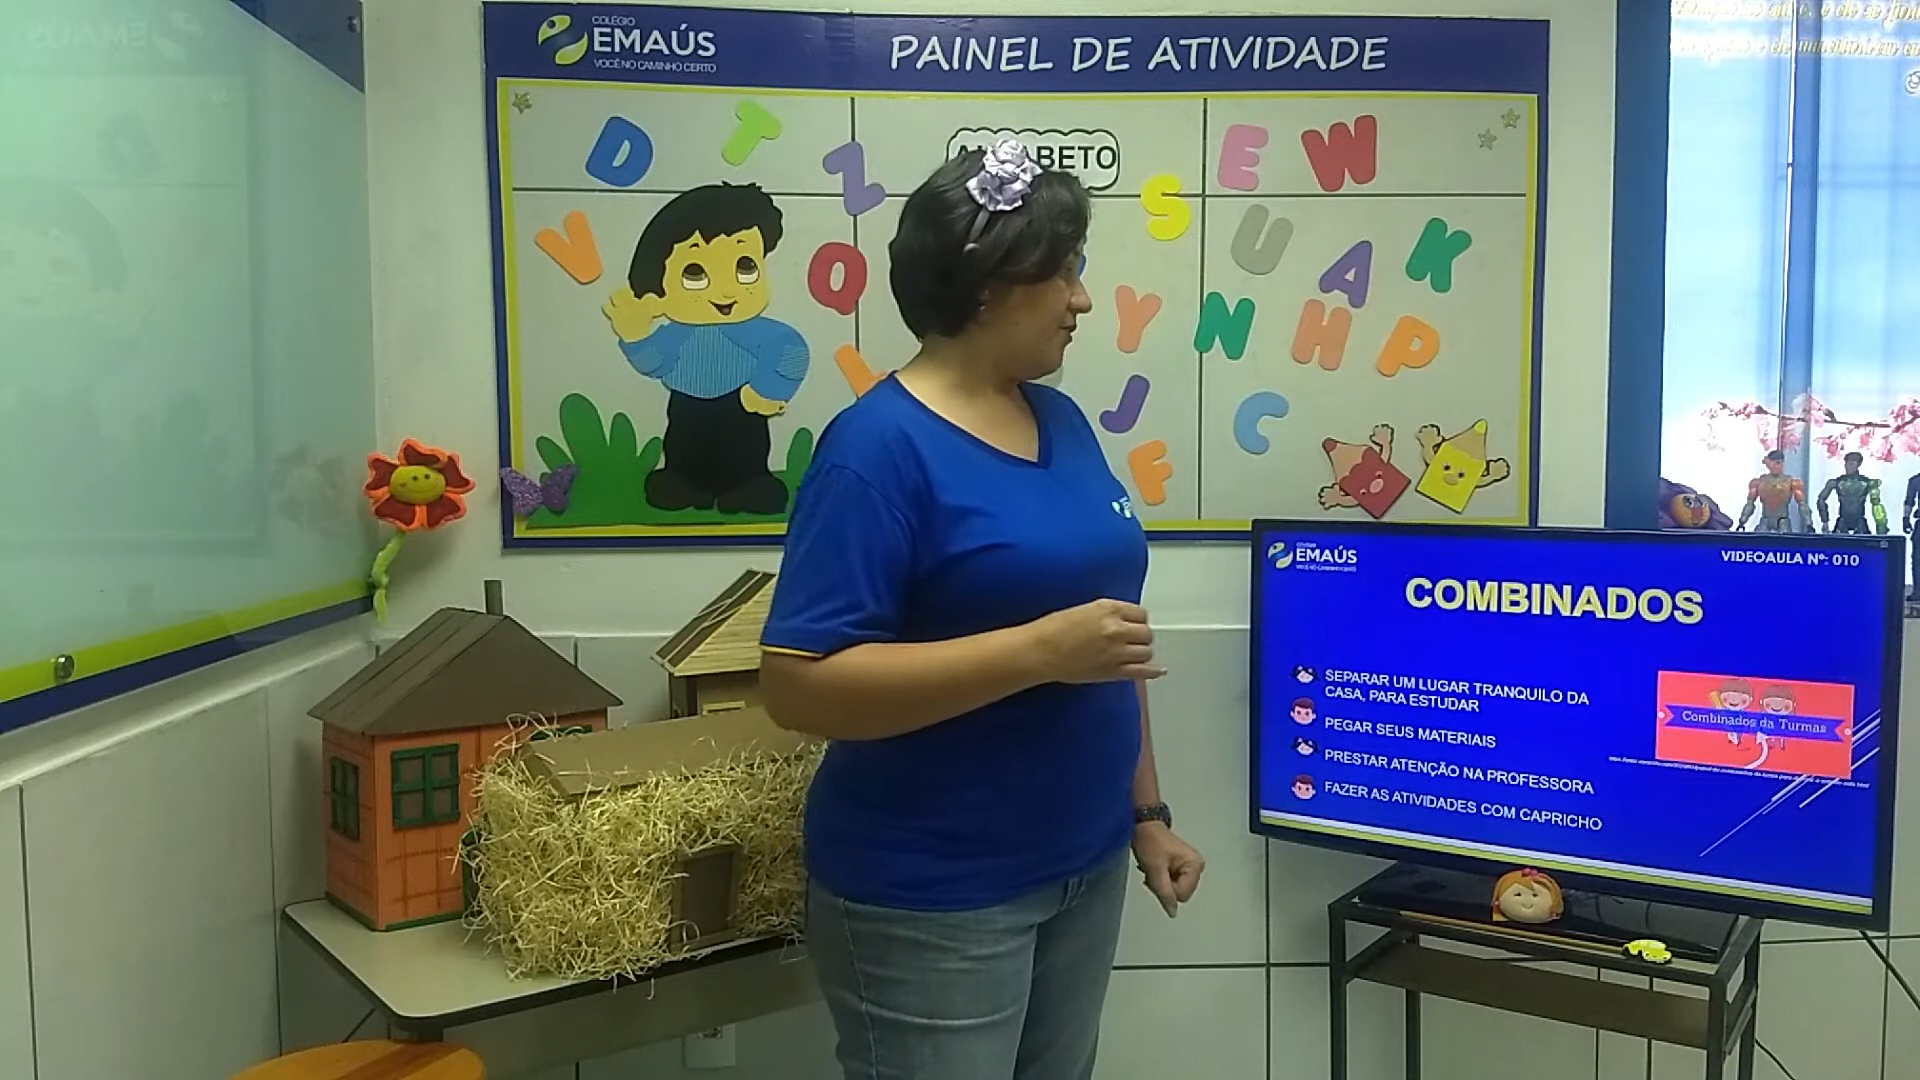 COLÉGIO
EMAÚS
VOCÊ NO CAMINHO CERTO
PAINEL DE ATIVIDADE
D T Z E W
V Q S U A K
Y N H P
L J C
F
EMAÚS
VIDEOAULA Nº: 010
COMBINADOS
SEPARAR UM LUGAR TRANQUILO DA
CASA, PARA ESTUDAR
PEGAR SEUS MATERIAIS
PRESTAR ATENÇÃO NA PROFESSORA
FAZER AS ATIVIDADES COM CAPRICHO
Combinados da Turmas